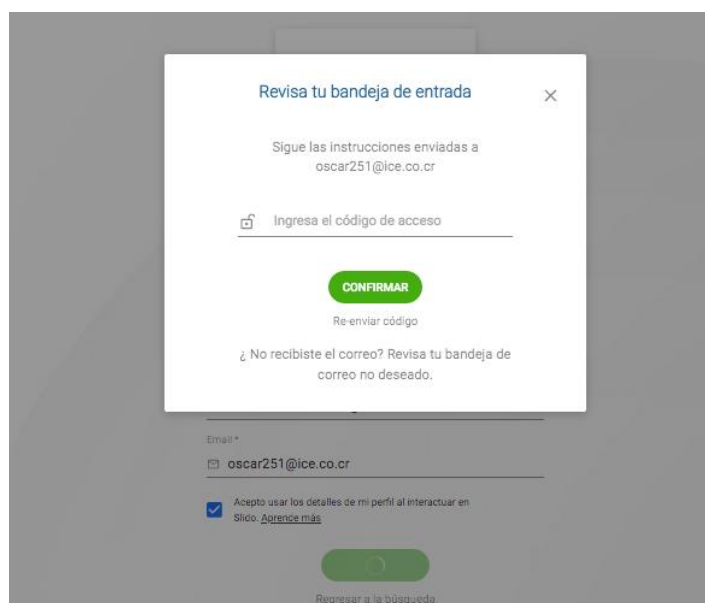 Revisa tu bandeja de entrada
Sigue las instrucciones enviadas a
oscar251@ice.co.cr
Ingresa el código de acceso
CONFIRMAR
Re-enviar código
¿ No recibiste el correo? Revisa tu bandeja de
correo no deseado.
Email *
oscar251@ice.co.cr
Acepto usar los detalles de mi perfil al interactuar en
Slido. Aprende más
Regresar a la búsqueda